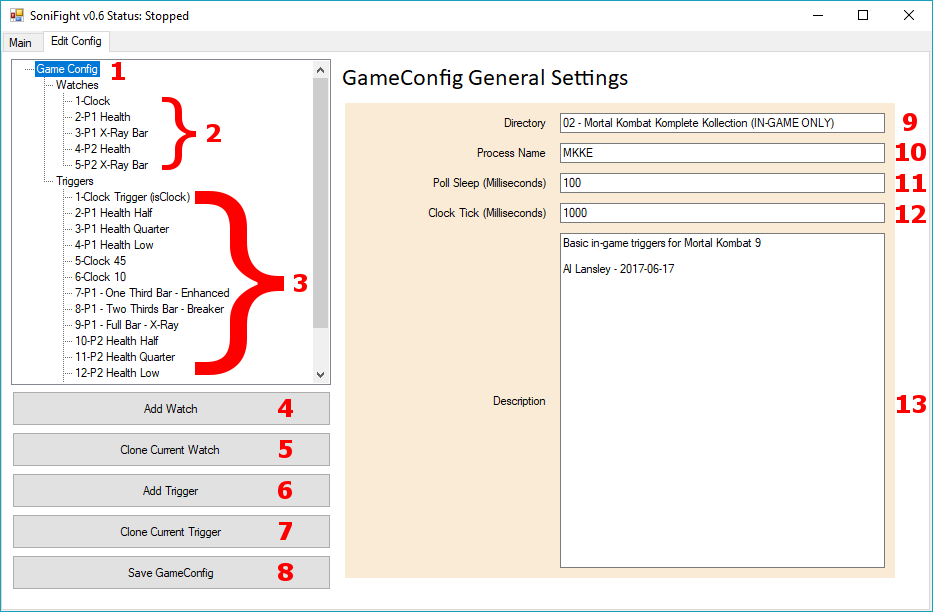 SoniFight v0.6 Status: Stopped
Main
Edit Config
Game Config 1
Watches
1-Clock
2-P1 Health
3-P1 X-Ray Bar
4-P2 Health
5-P2 X-Ray Bar
2
Triggers
1-Clock Trigger (isClock)
2-P1 Health Half
3-P1 Health Quarter
4-P1 Health Low
5-Clock 45
6-Clock 10
7-P1 - One Third Bar - Enhanced
8-P1 - Two Thirds Bar - Breaker
9-P1 - Full Bar - X-Ray
10-P2 Health Half
11-P2 Health Quarter
12-P2 Health Low
3
Add Watch 4
Clone Current Watch 5
Add Trigger 6
Clone Current Trigger 7
Save GameConfig 8
GameConfig General Settings
Directory 02 - Mortal Kombat Komplete Kollection (IN-GAME ONLY) 9
Process Name MKKE 10
Poll Sleep (Milliseconds) 100 11
Clock Tick (Milliseconds) 1000 12
Basic in-game triggers for Mortal Kombat 9
Al Lansley - 2017-06-17
Description 13